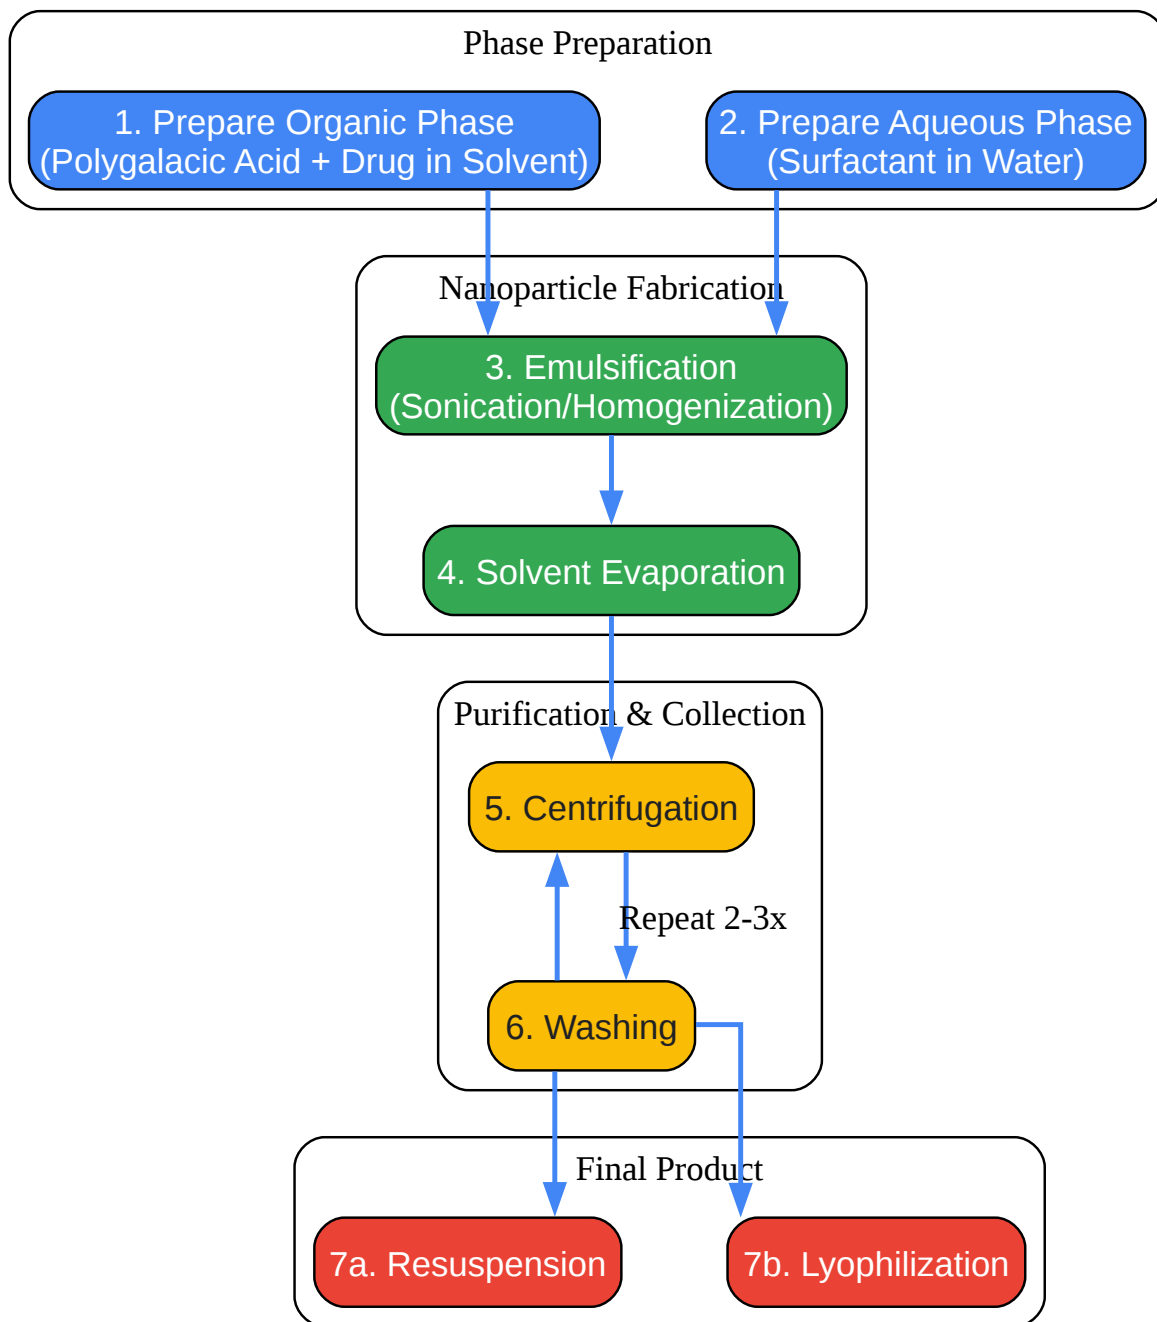 Phase Preparation
1. Prepare Organic Phase
(Polygalacic Acid + Drug in Solvent)
2. Prepare Aqueous Phase
(Surfactant in Water)
Nanoparticle Fabrication
3. Emulsification
(Sonication/Homogenization)
4. Solvent Evaporation
Purification & Collection
5. Centrifugation
Repeat 2-3x
6. Washing
Final Product
7a. Resuspension
7b. Lyophilization